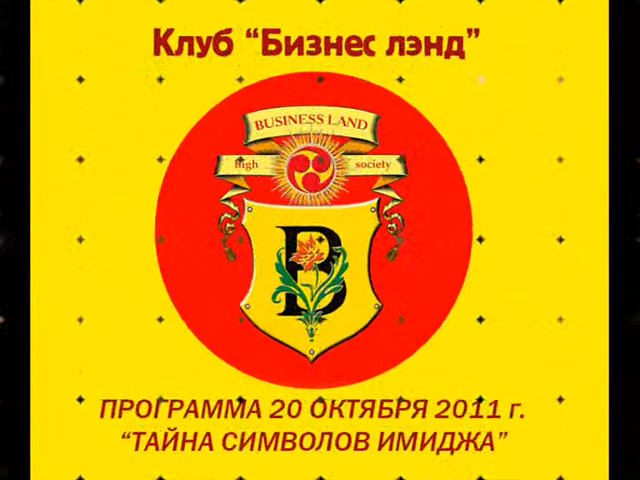 Клуб “Бизнес лэнд”
BUSINESS LAND
high society
B
ПРОГРАММА 20 ОКТЯБРЯ 2011 г.
“ТАЙНА СИМВОЛОВ ИМИДЖА”